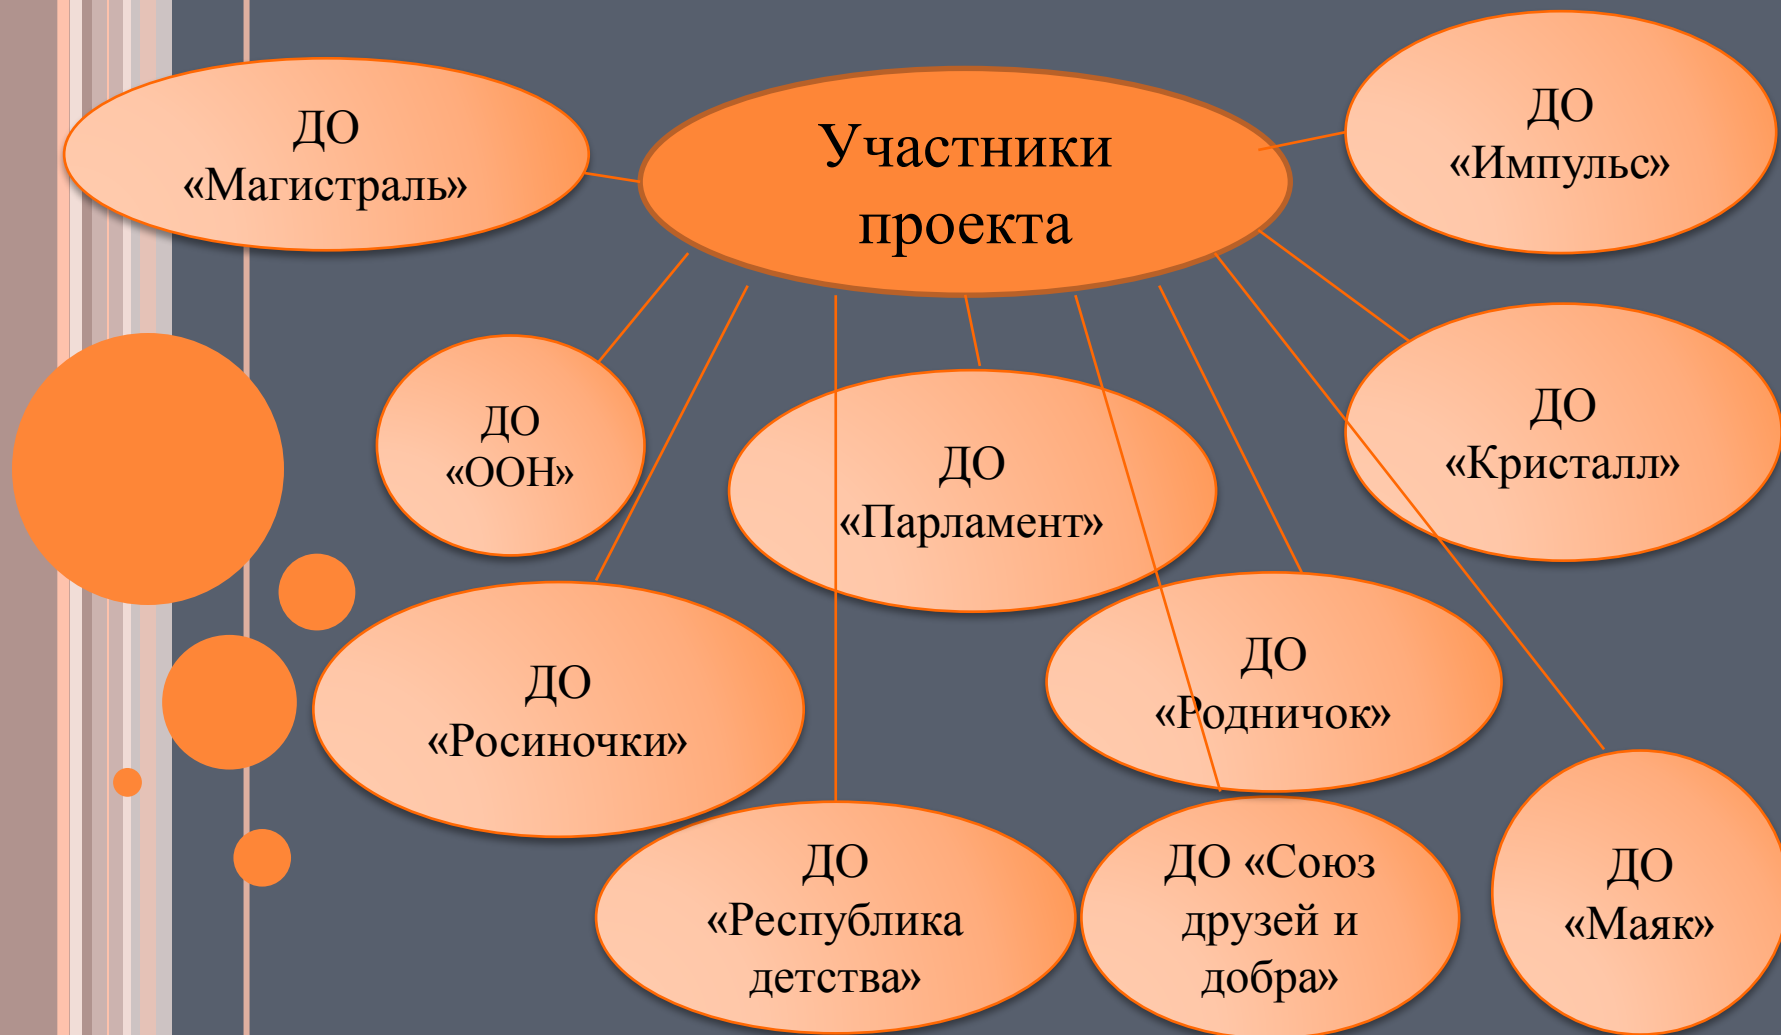 Участники
проекта
ДО
«Магистраль»
ДО
«Импульс»
ДО
«ООН»
ДО
«Парламент»
ДО
«Кристалл»
ДО
«Росиночки»
ДО
«Родничок»
ДО
«Республика
детства»
ДО «Союз
друзей и
добра»
ДО
«Маяк»